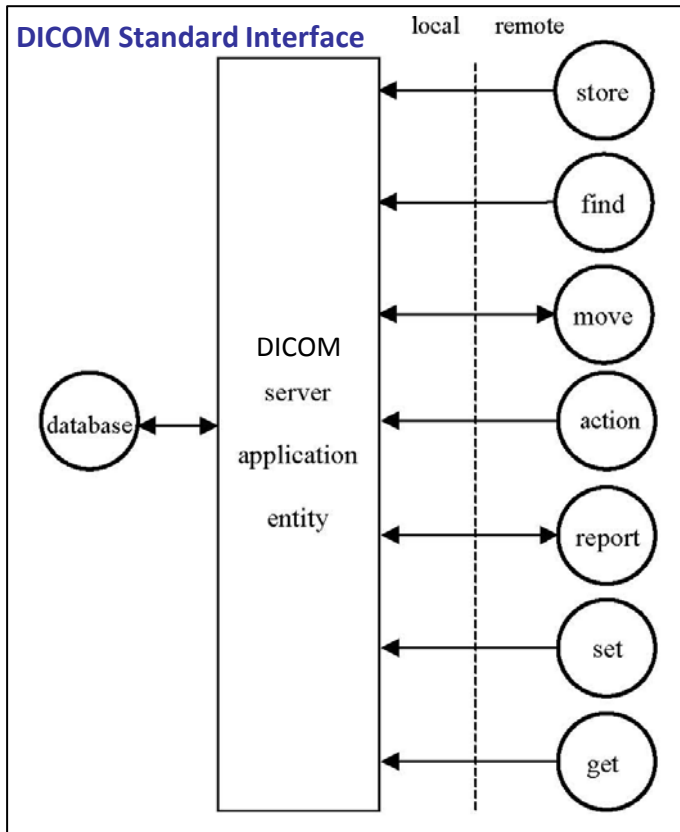 DICOM Standard Interface
local
remote
store
find
move
DICOM
server
application
entity
database
action
report
set
get